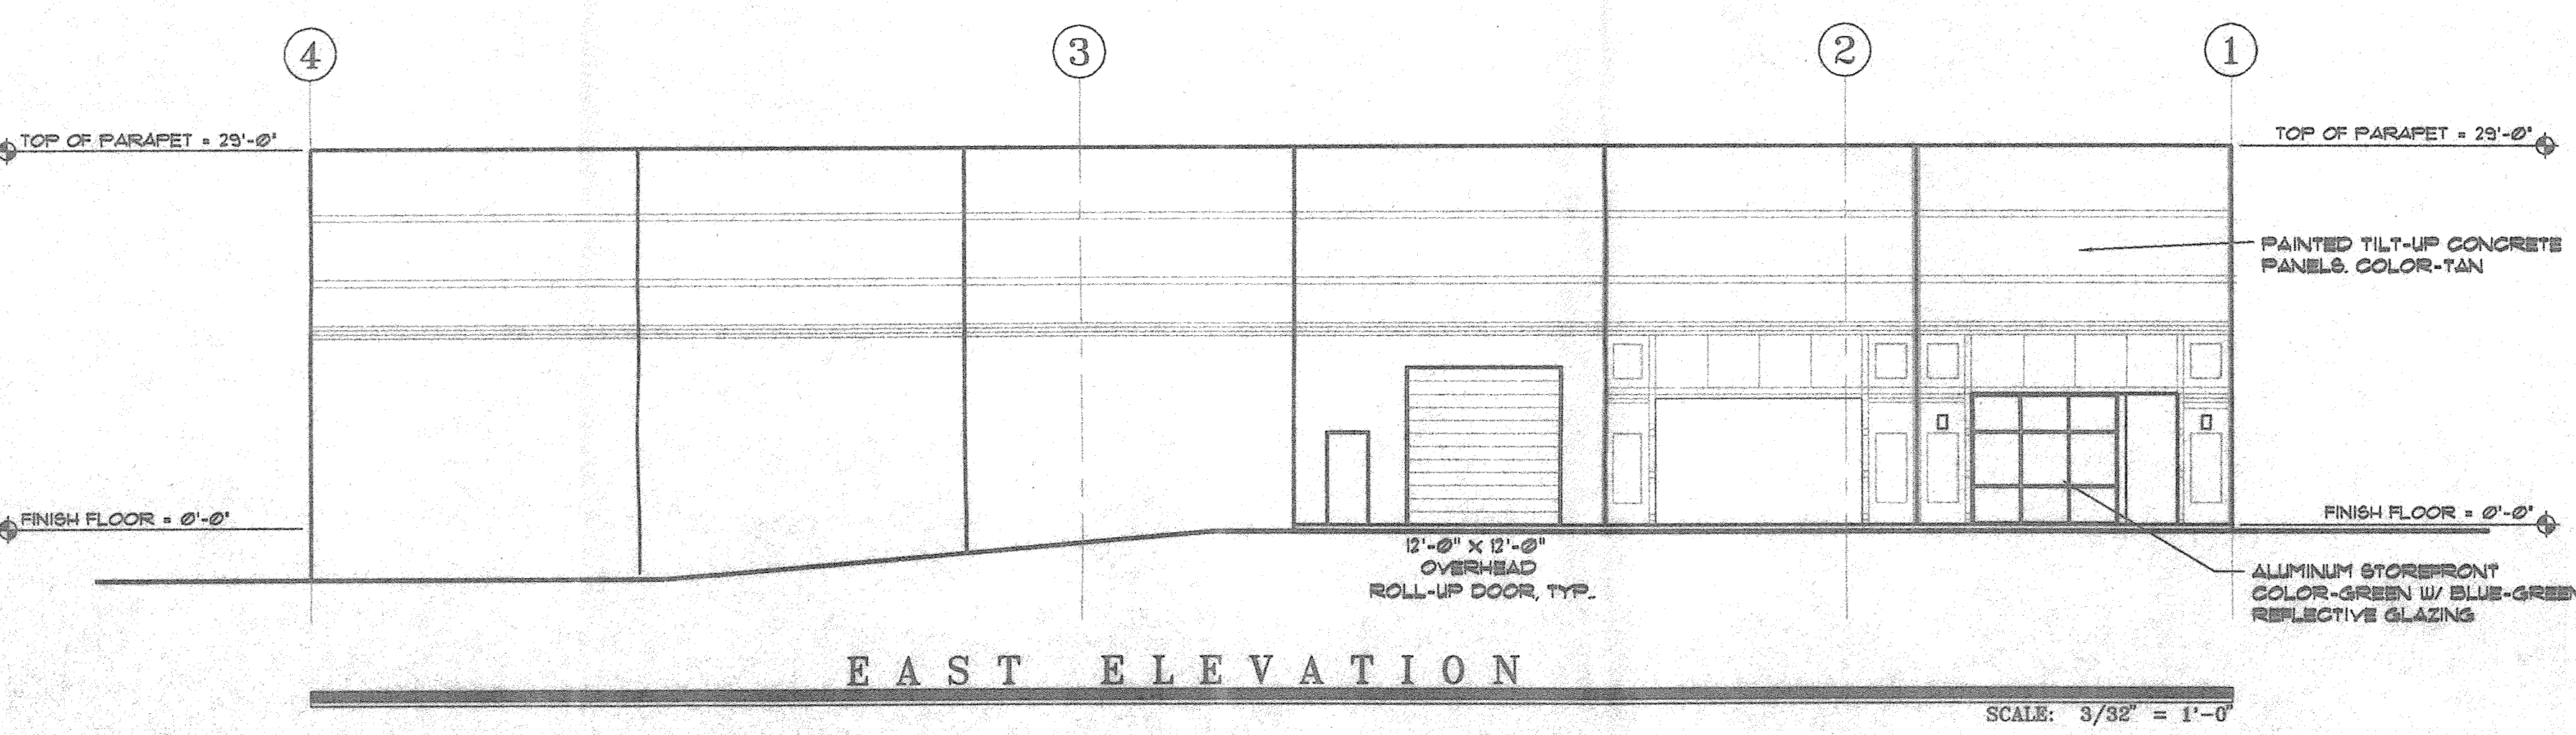 4
3
2
1
TOP OF PARAPET = 29'-0"
TOP OF PARAPET = 29'-0"
PAINTED TILT-UP CONCRETE
PANELS. COLOR-TAN
FINISH FLOOR = 0'-0"
FINISH FLOOR = 0'-0"
12'-0" X 12'-0"
OVERHEAD
ROLL-UP DOOR, TYP.
ALUMINUM STOREFRONT
COLOR-GREEN W/ BLUE-GREEN
REFLECTIVE GLAZING
EAST ELEVATION
SCALE: 3/32" = 1'-0"